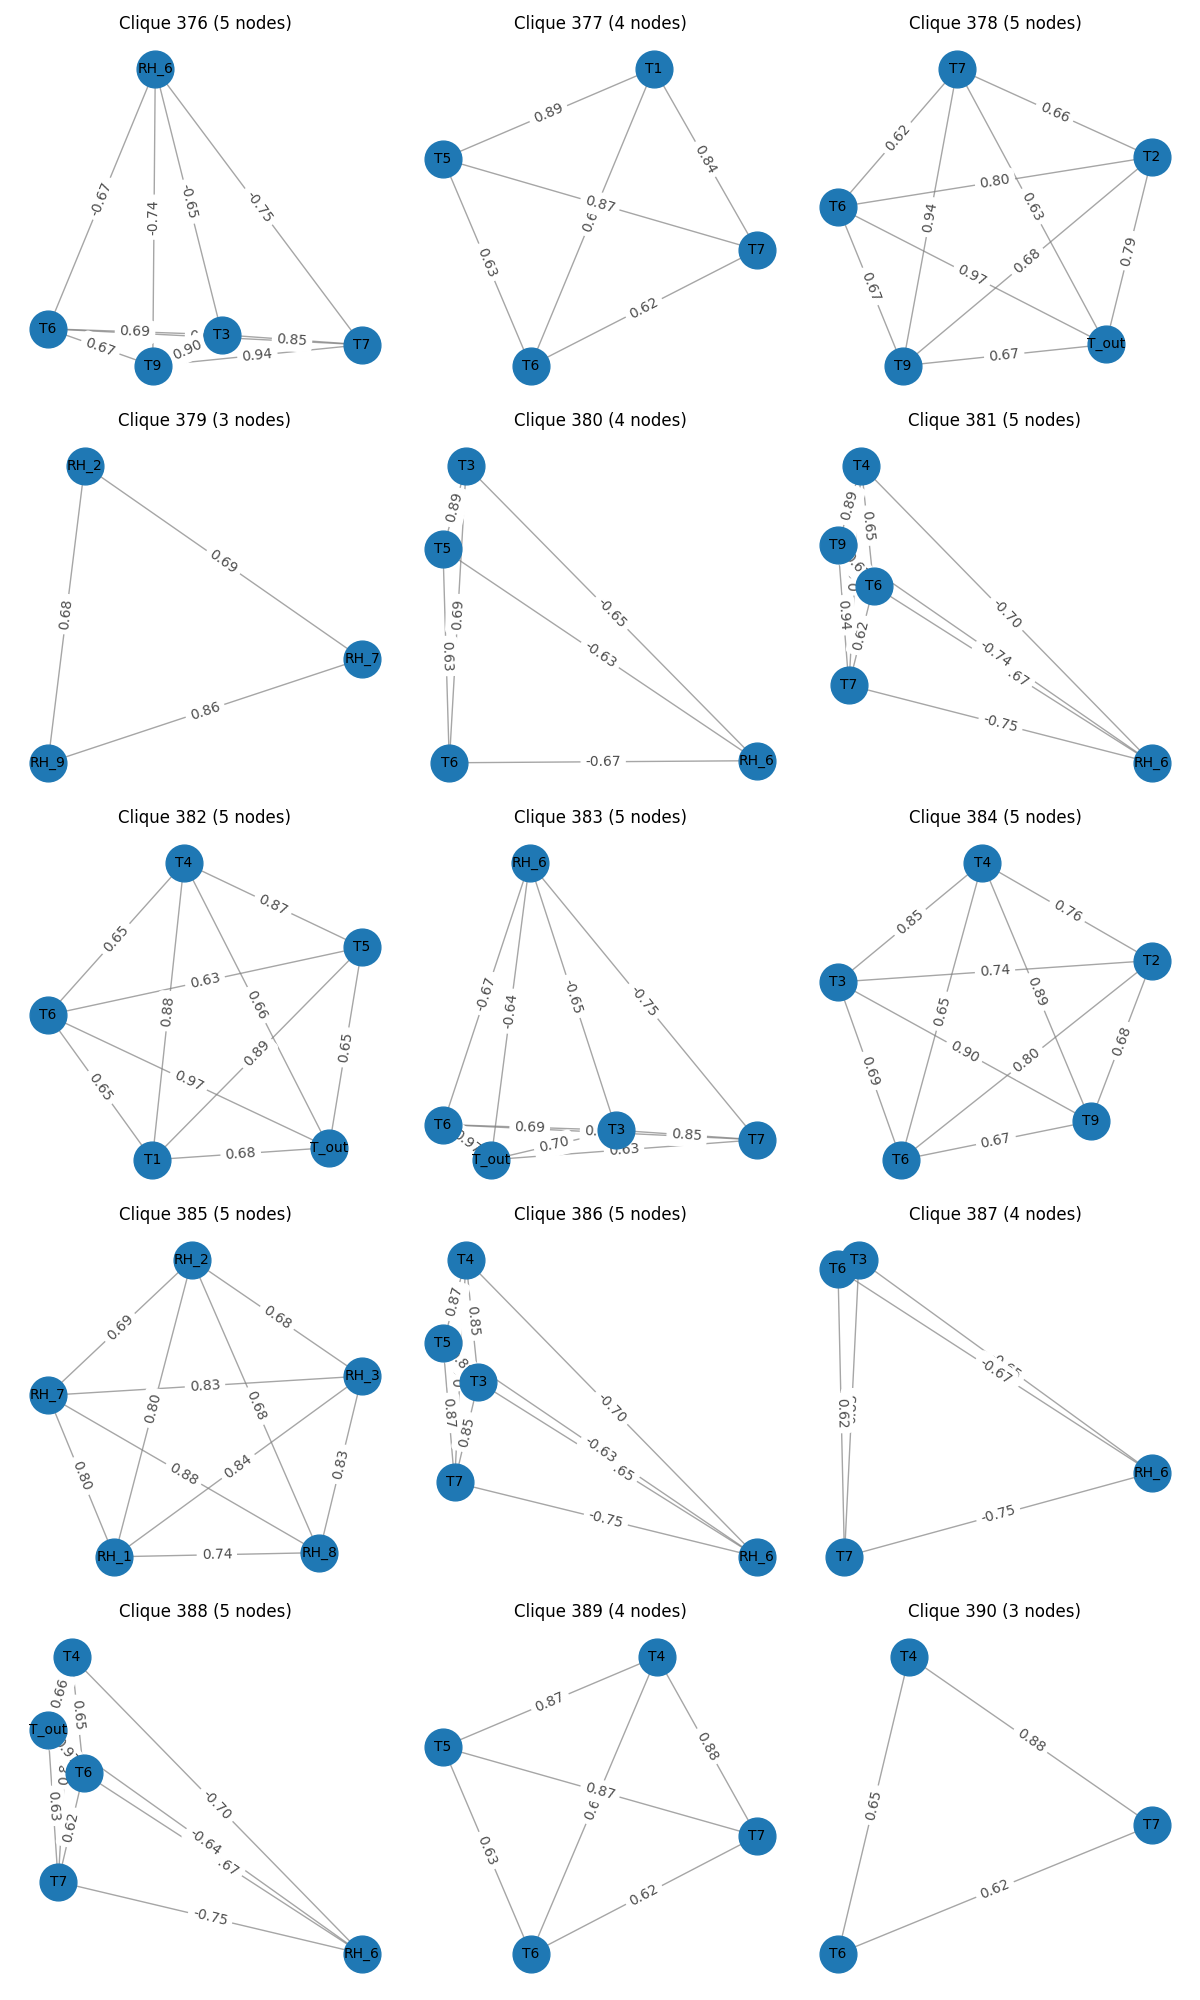 Clique 376 (5 nodes)
RH_6
-0.67
-0.74
-0.65
-0.75
T6
0.69
T3
0.85
T7
0.67
0.90
0.94
T9
Clique 377 (4 nodes)
T1
0.89
0.84
T5
0.87
0.63
T7
0.62
T6
Clique 378 (5 nodes)
T7
0.66
0.62
T2
0.80
T6
0.94
0.63
0.79
0.68
0.97
0.67
T_out
0.67
T9
Clique 379 (3 nodes)
RH_2
0.69
0.68
RH_7
0.86
RH_9
Clique 380 (4 nodes)
T3
0.89
T5
-0.65
0.69
0.63
-0.63
T6
-0.67
RH_6
Clique 381 (5 nodes)
T4
0.89
0.65
T9
T6
0.94
0.62
-0.70
-0.74
T7
-0.75
RH_6
Clique 382 (5 nodes)
T4
0.87
0.65
T5
0.63
0.88
0.66
T6
0.89
0.65
0.97
0.65
T_out
0.68
T1
Clique 383 (5 nodes)
RH_6
-0.67
-0.64
-0.65
-0.75
T6
0.69
T3
0.85
T7
0.97
0.70
0.63
T_out
Clique 384 (5 nodes)
T4
0.76
0.85
T2
0.74
T3
0.65
0.89
0.68
0.90
0.80
0.69
T9
0.67
T6
Clique 385 (5 nodes)
RH_2
0.68
0.69
RH_3
0.83
RH_7
0.80
0.68
0.84
0.83
0.88
0.80
RH_8
0.74
RH_1
Clique 386 (5 nodes)
T4
0.87
0.85
T5
T3
0.87
0.85
-0.70
-0.63
T7
-0.75
RH_6
Clique 387 (4 nodes)
T3
T6
-0.67
0.62
RH_6
-0.75
T7
Clique 388 (5 nodes)
T4
0.66
0.65
T_out
T6
0.63
0.62
-0.70
-0.64
T7
-0.75
RH_6
Clique 389 (4 nodes)
T4
0.87
0.88
T5
0.87
0.63
T7
0.62
T6
Clique 390 (3 nodes)
T4
0.88
0.65
T7
0.62
T6